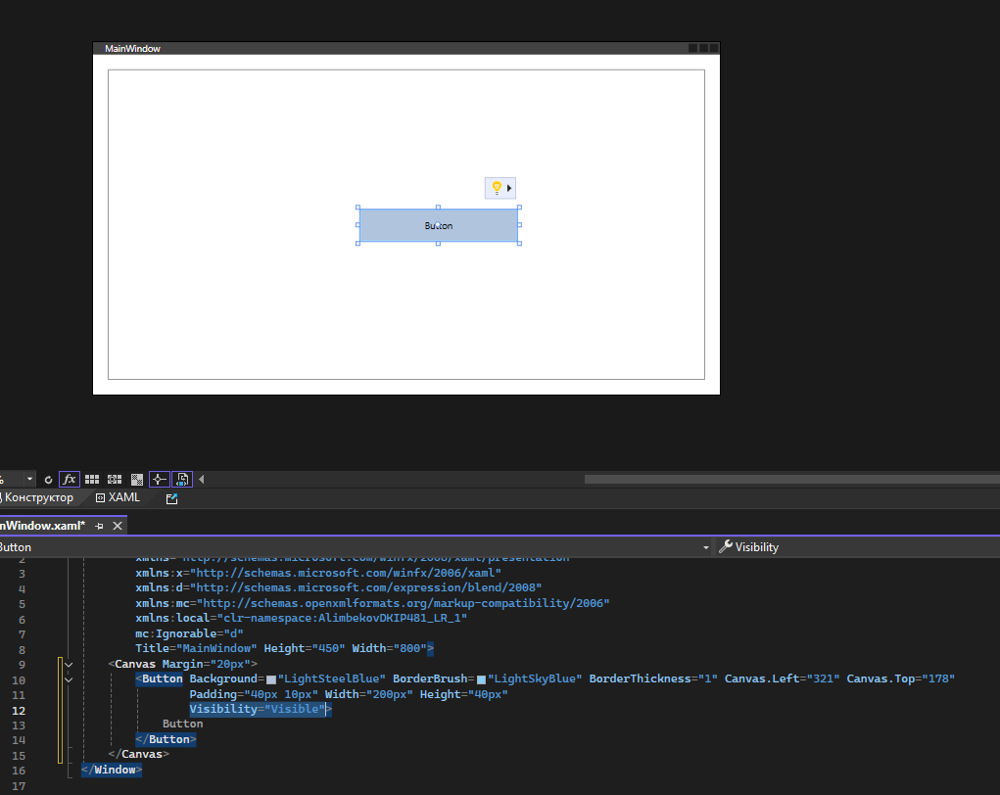 MainWindow
Button
fx
Конструктор
XAML
nWindow.xaml*
Button
Visibility
2 xmlns="http://schemas.microsoft.com/winfx/2006/xaml/presentation"
3 xmlns:x="http://schemas.microsoft.com/winfx/2006/xaml"
4 xmlns:d="http://schemas.microsoft.com/expression/blend/2008"
5 xmlns:mc="http://schemas.openxmlformats.org/markup-compatibility/2006"
6 xmlns:local="clr-namespace:AlimbekovDKIP481_LR_1"
7 mc:Ignorable="d"
8 Title="MainWindow" Height="450" Width="800">
9 <Canvas Margin="20px">
10 <Button Background="LightSteelBlue" BorderBrush="LightSkyBlue" BorderThickness="1" Canvas.Left="321" Canvas.Top="178"
11 Padding="40px 10px" Width="200px" Height="40px"
12 Visibility="Visible">
13 Button
14 </Button>
15 </Canvas>
16 </Window>
17